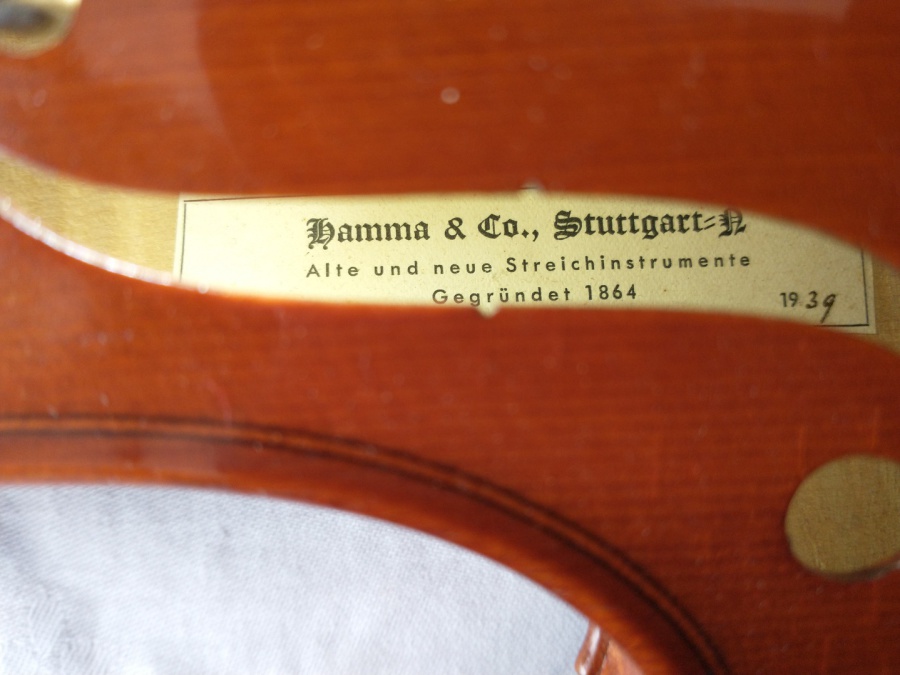 Hamma & Co., Stuttgart-N
Alte und neue Streichinstrumente
Gegründet 1864
1939